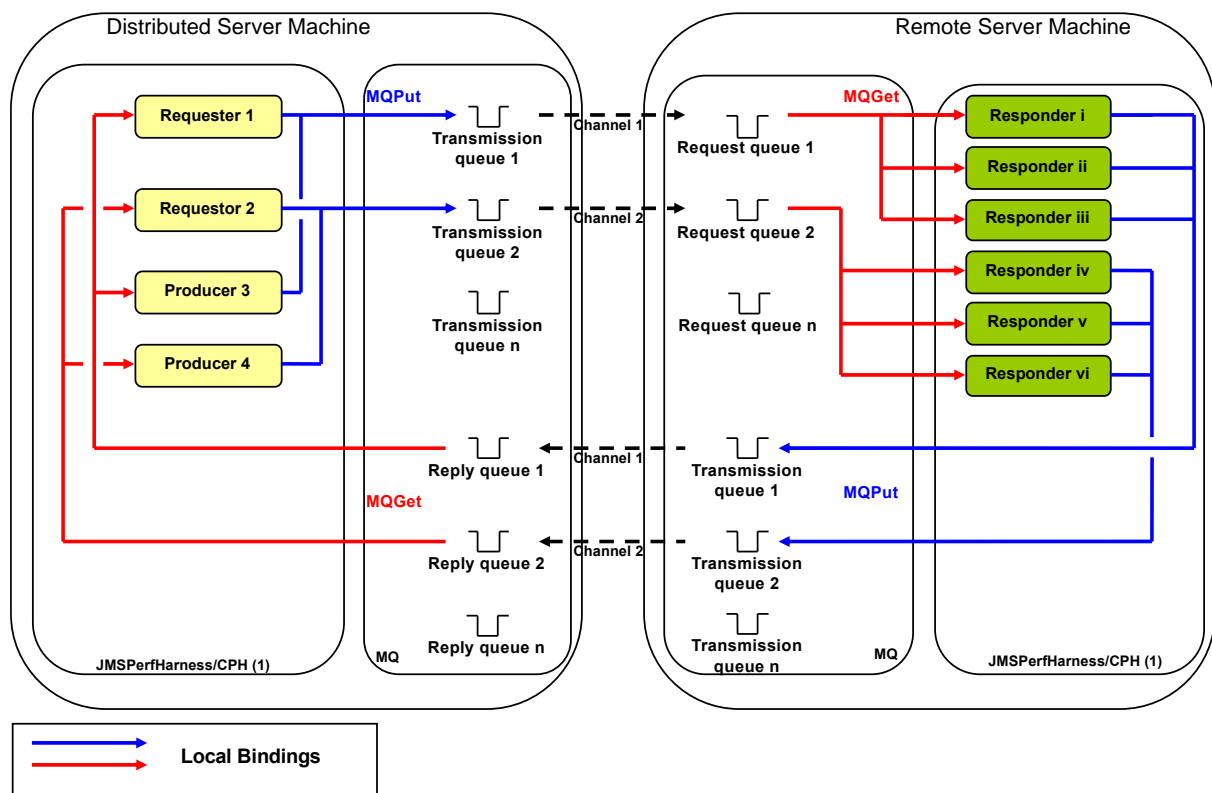 Distributed Server Machine
Remote Server Machine
Requester 1
Requestor 2
Producer 3
Producer 4
JMSPerfHarness/CPH (1)
MQPut
Transmission
queue 1
Transmission
queue 2
Transmission
queue n
Reply queue 1
MQGet
Reply queue 2
Reply queue n
MQ
Channel 1
Channel 2
Channel 1
Channel 2
Request queue 1
Request queue 2
Request queue n
Transmission
queue 1
Transmission
queue 2
Transmission
queue n
MQ
MQGet
MQPut
Responder i
Responder ii
Responder iii
Responder iv
Responder v
Responder vi
JMSPerfHarness/CPH (1)
Local Bindings